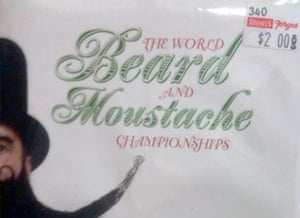 340
$2.00
THE WORLD
Beard
AND
Moustache
CHAMPIONSHIPS